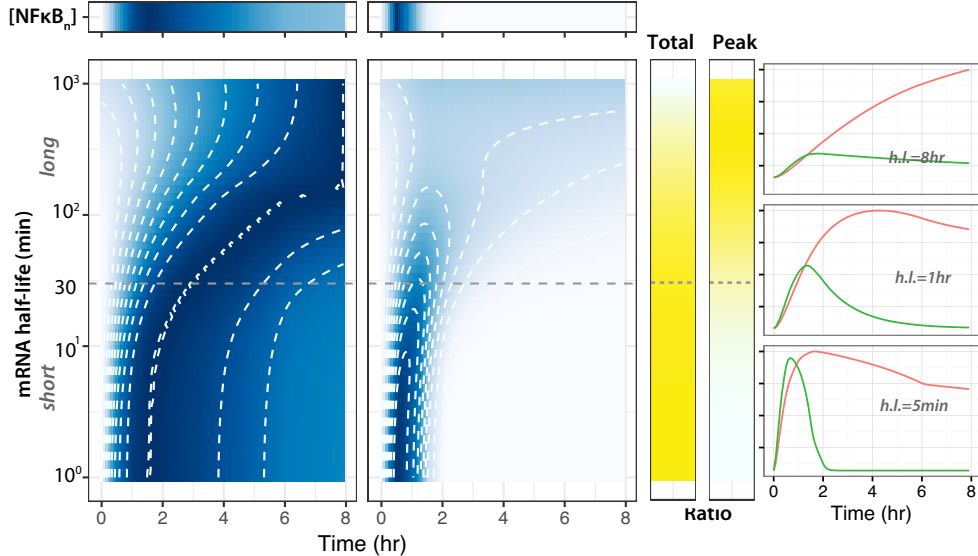 [NFκBn]
Total Peak
mRNA half-life (min)
long
short
10³
10²
30
10¹
10⁰
0 2 4 6 8
0 2 4 6 8
Time (hr)
Ratio
h.l.=8hr
h.l.=1hr
h.l.=5min
0 2 4 6 8
Time (hr)